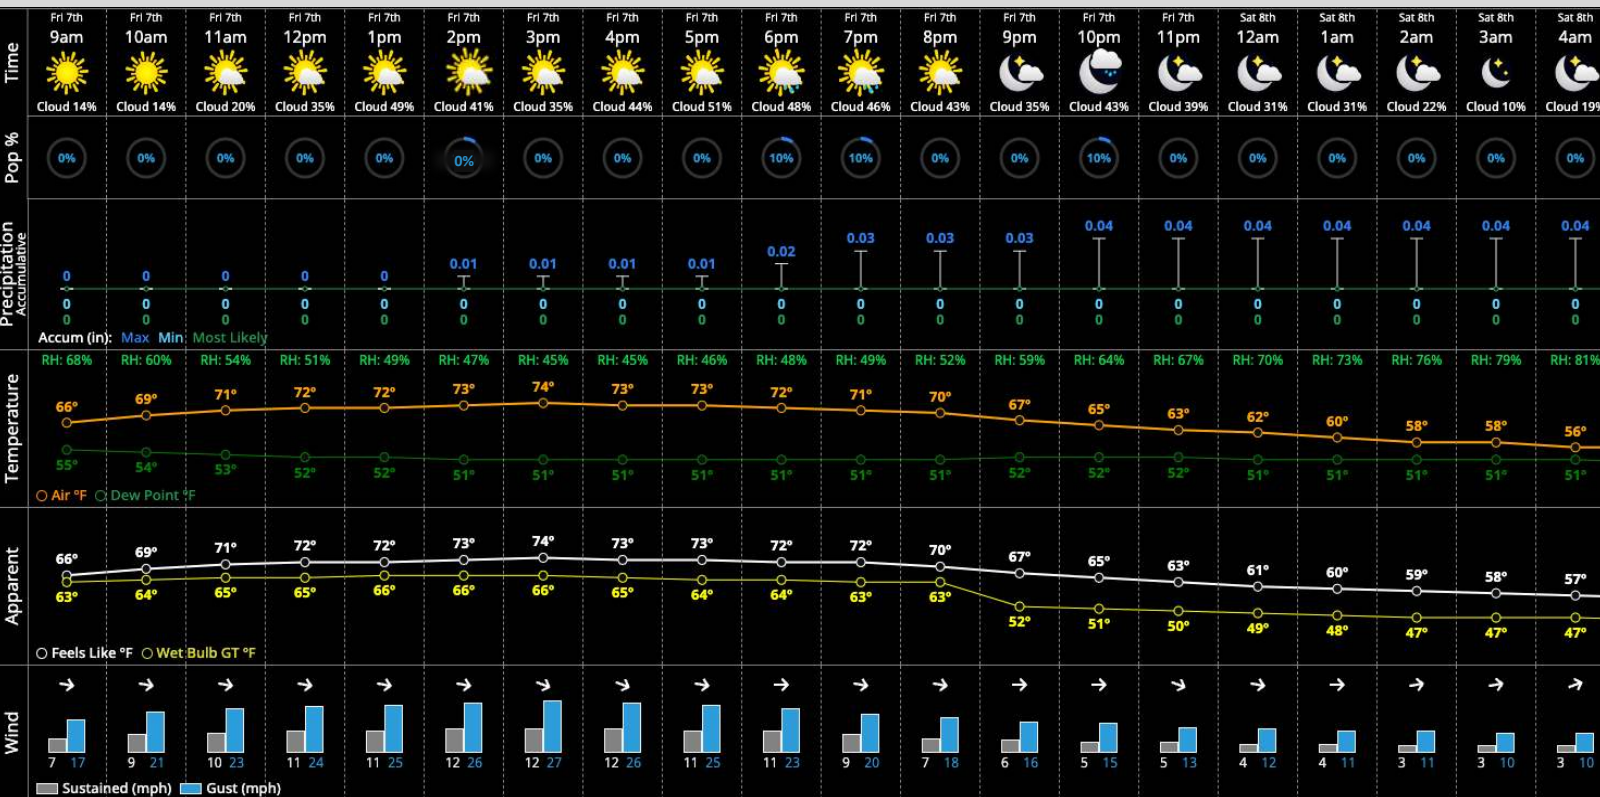 Time
Fri 7th Fri 7th Fri 7th Fri 7th Fri 7th Fri 7th Fri 7th Fri 7th Fri 7th Fri 7th Fri 7th Fri 7th Fri 7th Fri 7th Fri 7th Sat 8th Sat 8th Sat 8th Sat 8th Sat 8th
9am 10am 11am 12pm 1pm 2pm 3pm 4pm 5pm 6pm 7pm 8pm 9pm 10pm 11pm 12am 1am 2am 3am 4am
Cloud 14% Cloud 14% Cloud 20% Cloud 35% Cloud 49% Cloud 41% Cloud 35% Cloud 44% Cloud 51% Cloud 48% Cloud 46% Cloud 43% Cloud 35% Cloud 43% Cloud 39% Cloud 31% Cloud 31% Cloud 22% Cloud 10% Cloud 19%
Pop %
0% 0% 0% 0% 0% 0% 0% 0% 0% 10% 10% 0% 0% 10% 0% 0% 0% 0% 0% 0%
Precipitation
Accumulative
0 0 0 0 0 0.01 0.01 0.01 0.01 0.02 0.03 0.03 0.03 0.04 0.04 0.04 0.04 0.04 0.04 0.04
0 0 0 0 0 0 0 0 0 0 0 0 0 0 0 0 0 0 0 0
0 0 0 0 0 0 0 0 0 0 0 0 0 0 0 0 0 0 0 0
Accum (in): Max Min Most Likely
Temperature
RH: 68% RH: 60% RH: 54% RH: 51% RH: 49% RH: 47% RH: 45% RH: 45% RH: 46% RH: 48% RH: 49% RH: 52% RH: 59% RH: 64% RH: 67% RH: 70% RH: 73% RH: 76% RH: 79% RH: 81%
66° 69° 71° 72° 72° 73° 74° 73° 73° 72° 71° 70° 67° 65° 63° 62° 60° 58° 58° 56°
55° 54° 53° 52° 52° 51° 51° 51° 51° 51° 51° 51° 52° 52° 52° 51° 51° 51° 51° 51°
Air °F Dew Point °F
Apparent
66° 69° 71° 72° 72° 73° 74° 73° 73° 72° 72° 70° 67° 65° 63° 61° 60° 59° 58° 57°
63° 64° 65° 65° 66° 66° 66° 65° 64° 64° 63° 63° 52° 51° 50° 49° 48° 47° 47° 47°
Feels Like °F Wet Bulb GT °F
Wind
7 17 9 21 10 23 11 24 11 25 12 26 12 27 12 26 11 25 11 23 9 20 7 18 6 16 5 15 5 13 4 12 4 11 3 11 3 10 3 10
Sustained (mph) Gust (mph)